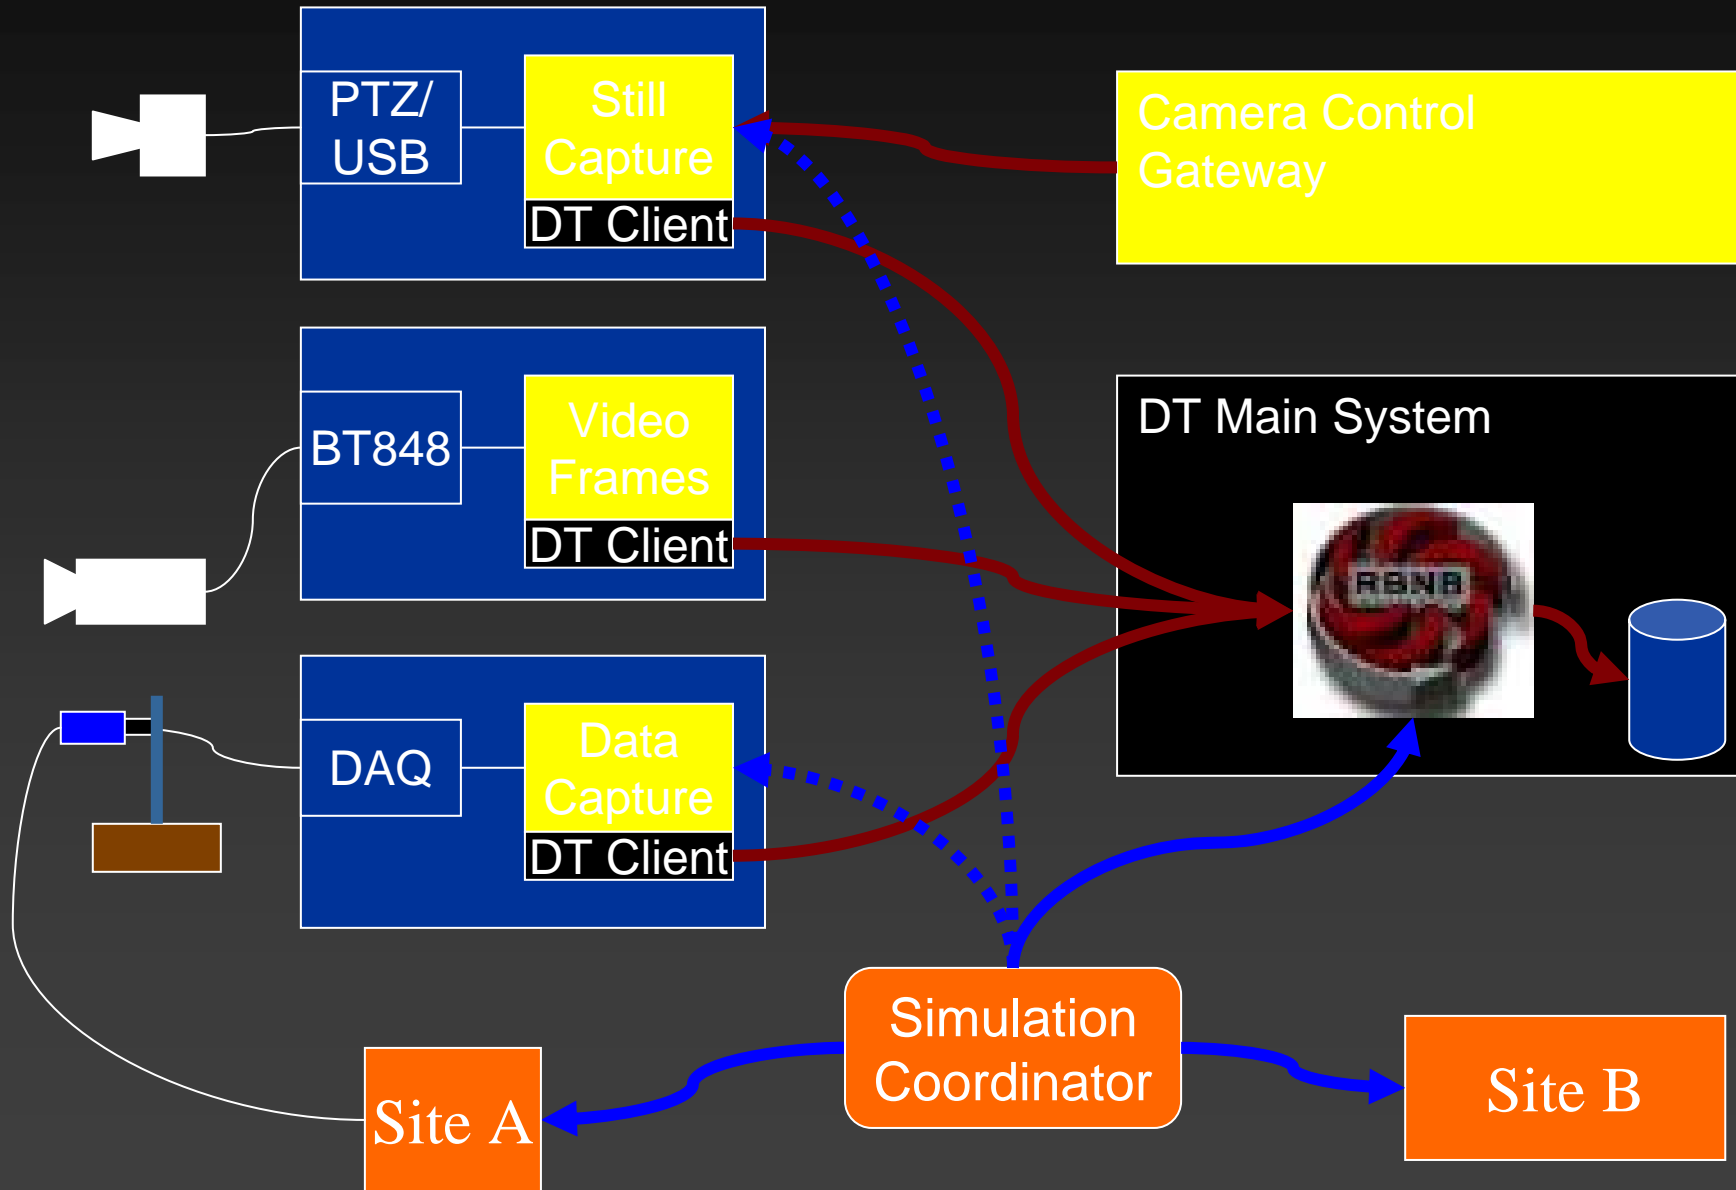 PTZ/
USB
Still
Capture
DT Client
Camera Control
Gateway
BT848
Video
Frames
DT Client
DT Main System
RBNB
DAQ
Data
Capture
DT Client
Simulation
Coordinator
Site A
Site B